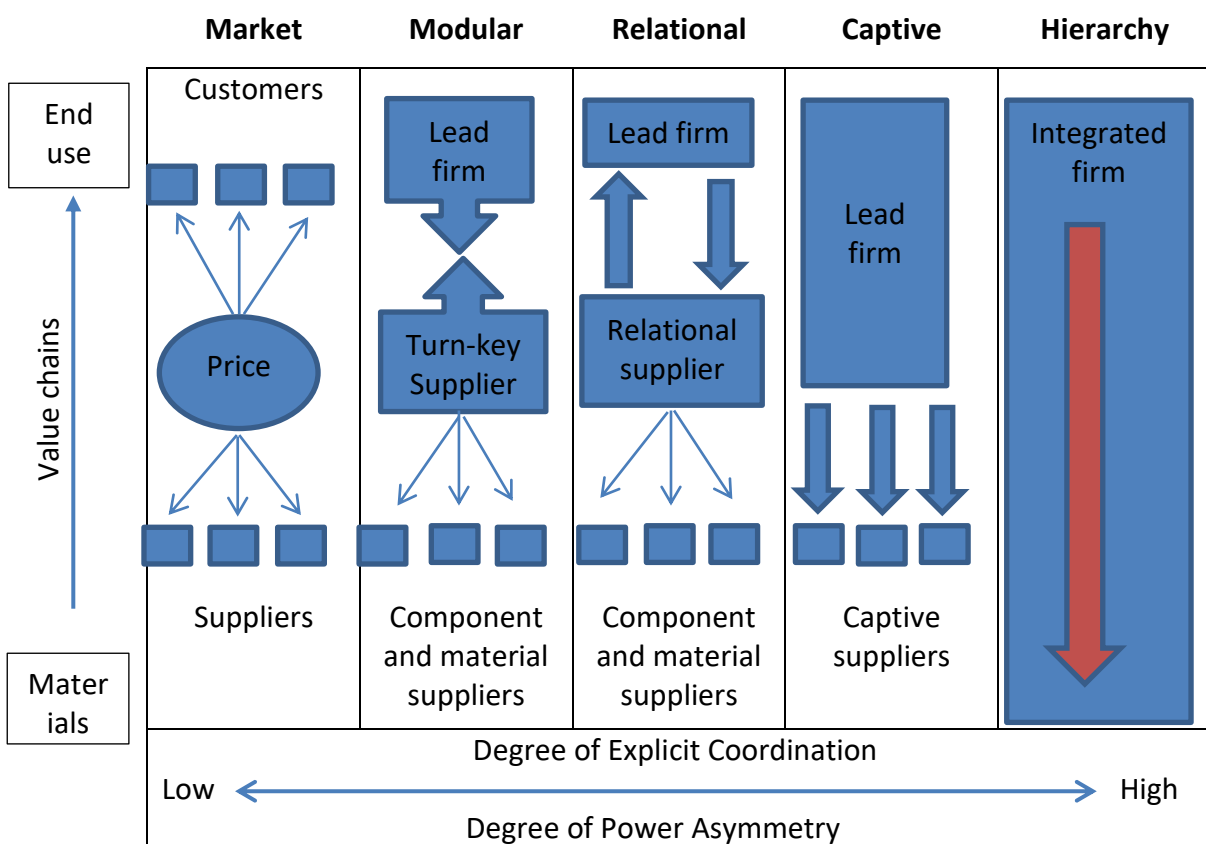 Market
Modular
Relational
Captive
Hierarchy
End
use
Value chains
Mater
ials
Customers
Price
Suppliers
Lead
firm
Turn-key
Supplier
Component
and material
suppliers
Lead firm
Relational
supplier
Component
and material
suppliers
Lead
firm
Captive
suppliers
Integrated
firm
Degree of Explicit Coordination
Low
High
Degree of Power Asymmetry